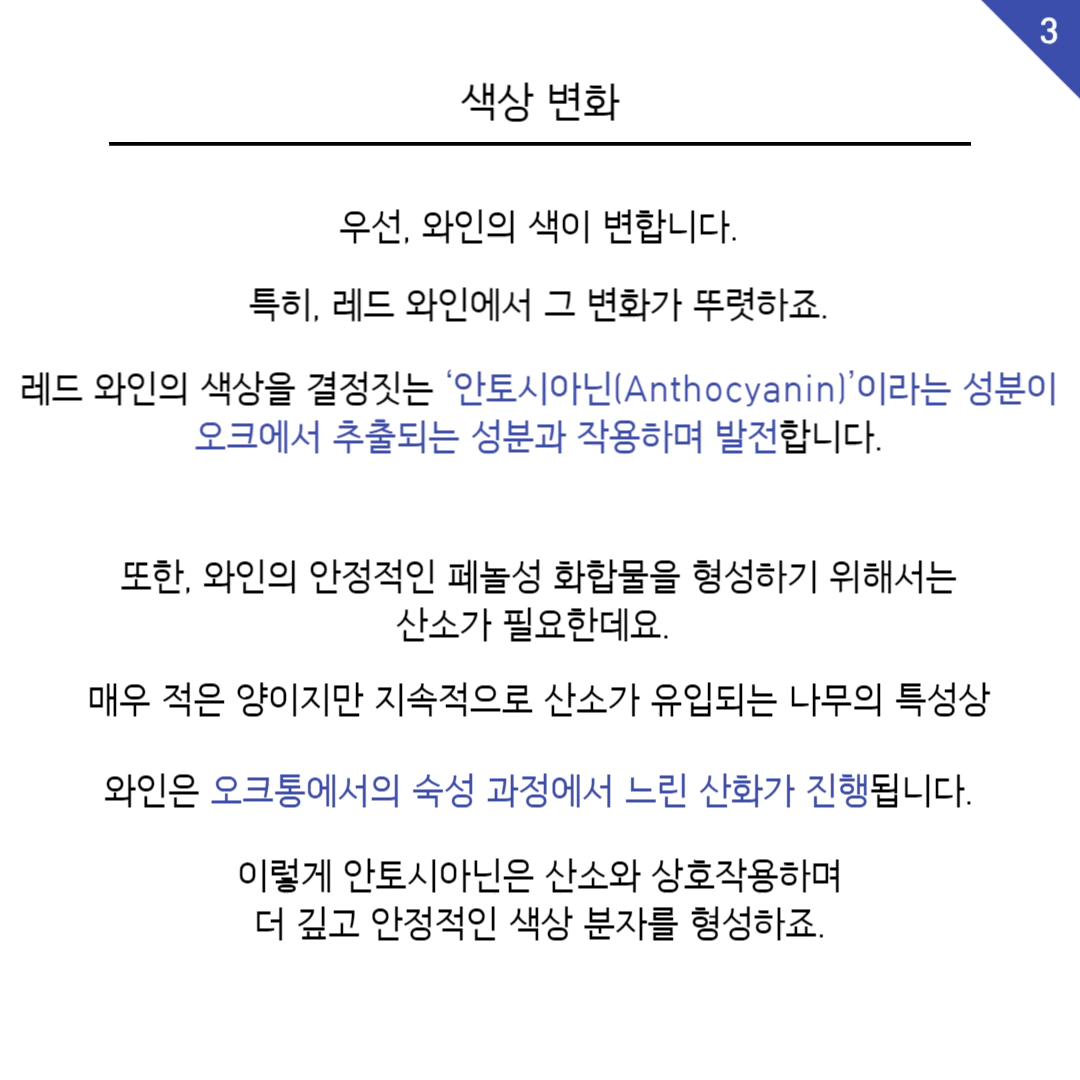 3
색상 변화
우선, 와인의 색이 변합니다.
특히, 레드 와인에서 그 변화가 뚜렷하죠.
레드 와인의 색상을 결정짓는 ‘안토시아닌(Anthocyanin)’이라는 성분이
오크에서 추출되는 성분과 작용하며 발전합니다.
또한, 와인의 안정적인 페놀성 화합물을 형성하기 위해서는
산소가 필요한데요.
매우 적은 양이지만 지속적으로 산소가 유입되는 나무의 특성상
와인은 오크통에서의 숙성 과정에서 느린 산화가 진행됩니다.
이렇게 안토시아닌은 산소와 상호작용하며
더 깊고 안정적인 색상 분자를 형성하죠.